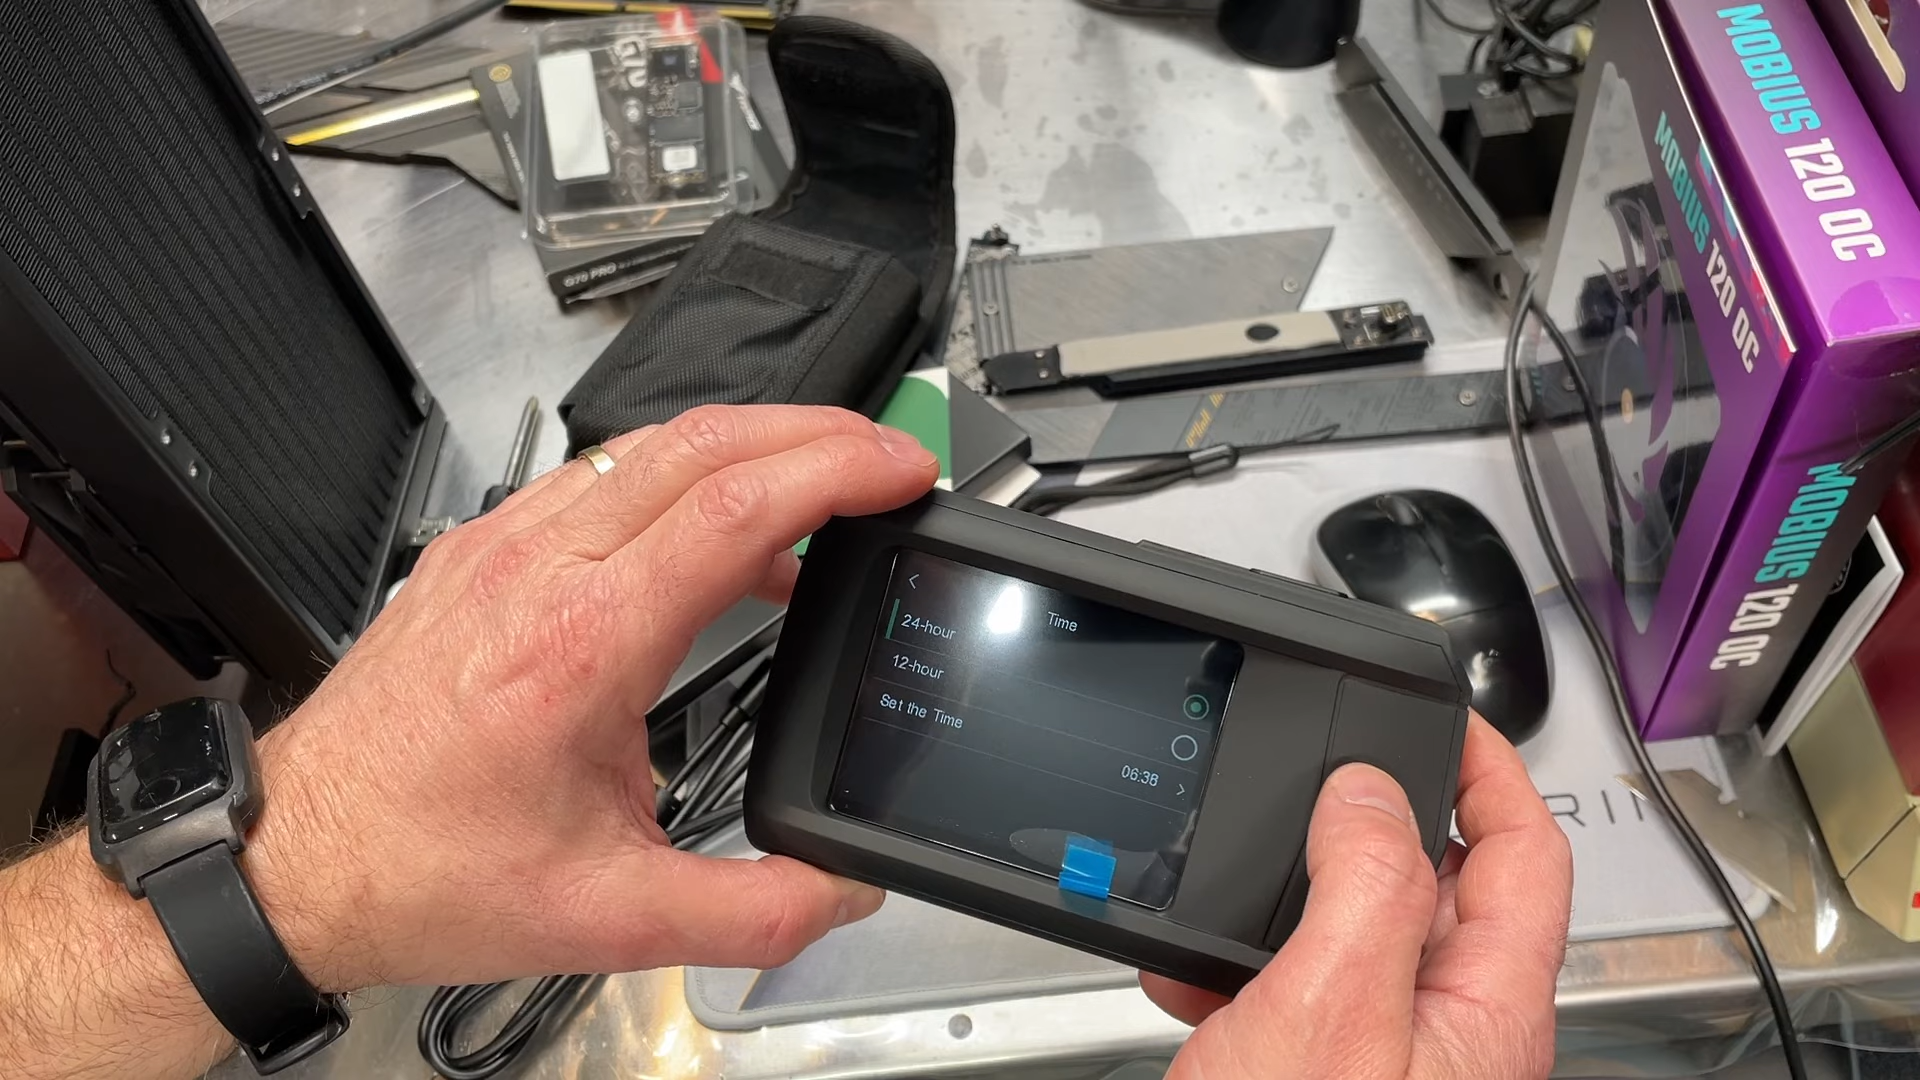 G70
G70 PRO
MOBIUS 120 OC
MOBIUS 120 OC
MOBIUS 120 OC
Time
24-hour
12-hour
Set the Time
06:38